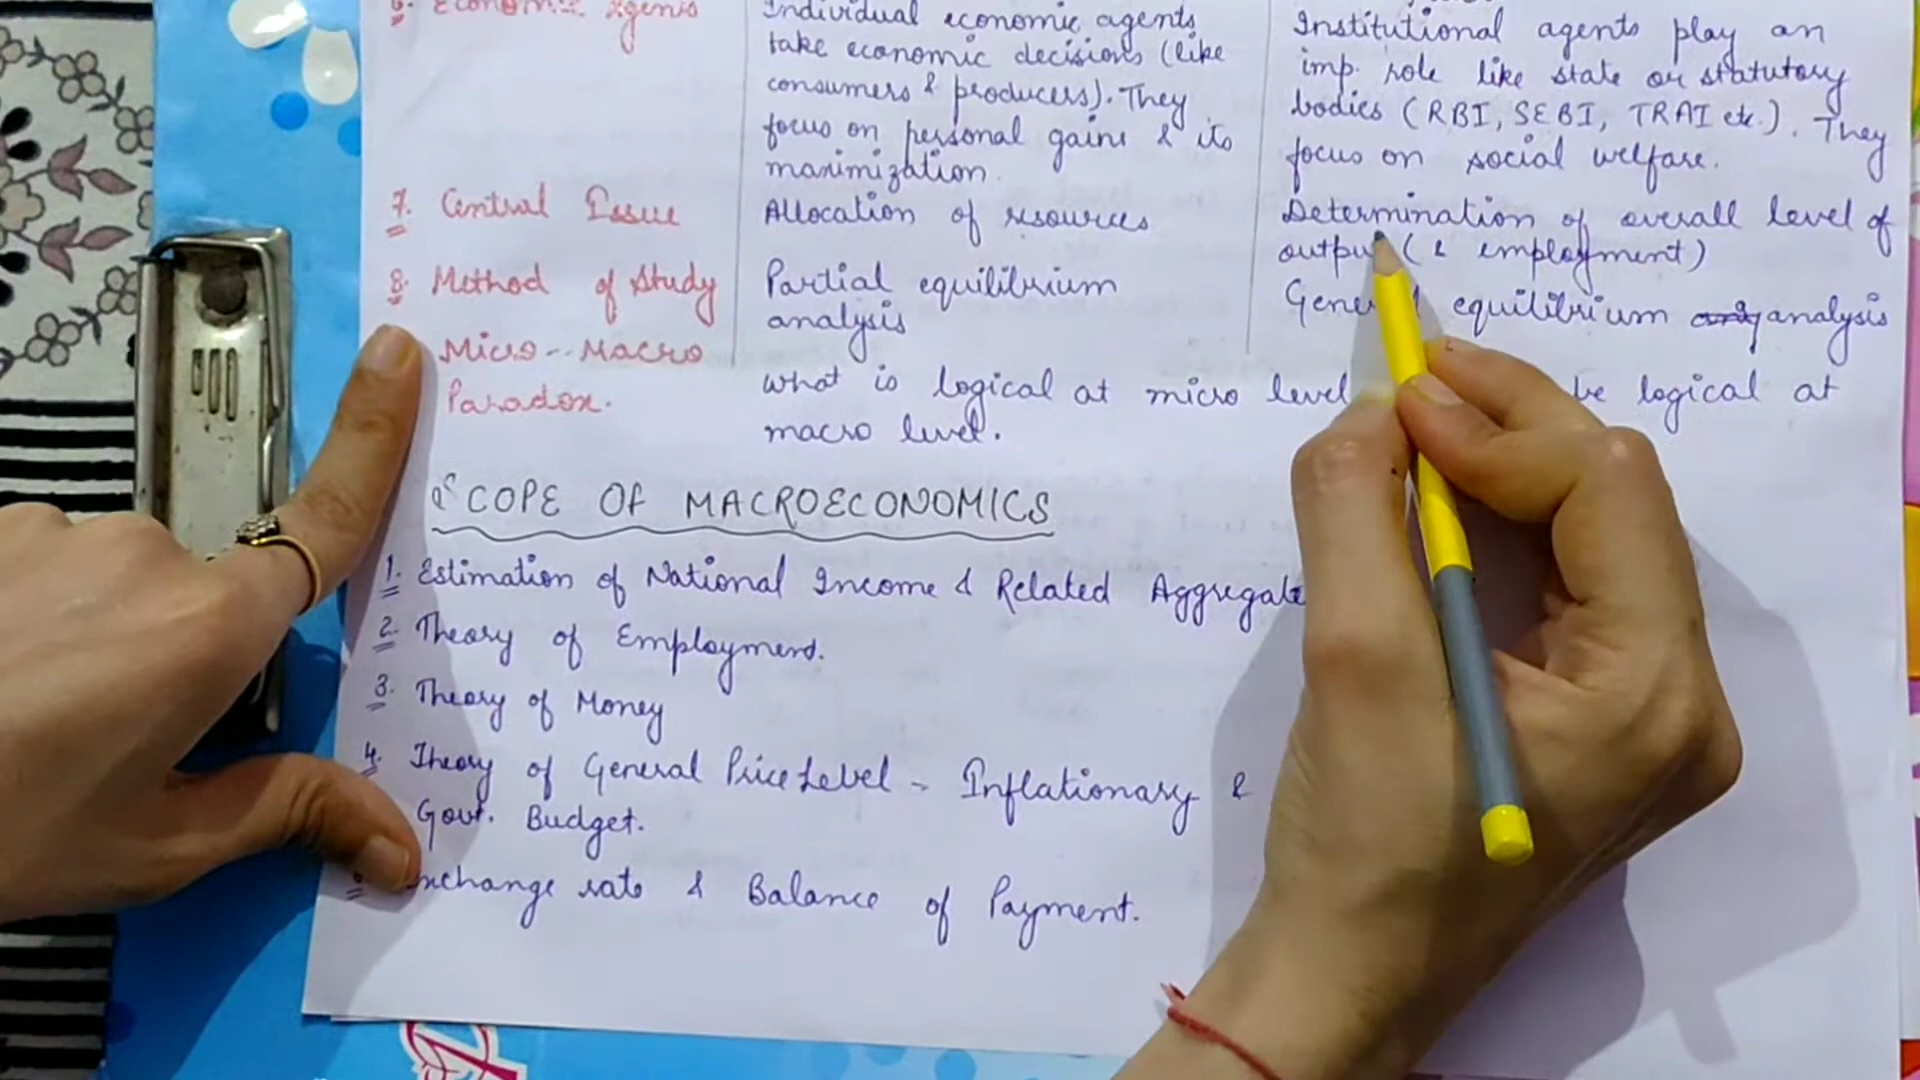 6. Economic Agents
Individual economic agents
take economic decisions (like
consumers & producers). They
focus on personal gains & its
maximization.
Institutional agents play an
imp. role like state or statutory
bodies (RBI, SEBI, TRAI etc.). They
focus on social welfare.
7. Central Issue
Allocation of resources
Determination of overall level of
output (& employment)
8. Method of Study
Partial equilibrium
analysis
General equilibrium analysis
Micro-Macro
Paradox.
what is logical at micro level be logical at
macro level.
SCOPE OF MACROECONOMICS
1. Estimation of National Income & Related Aggregate
2. Theory of Employment.
3. Theory of Money
4. Theory of General Price Level - Inflationary &
Govt. Budget.
rate & Balance of Payment.